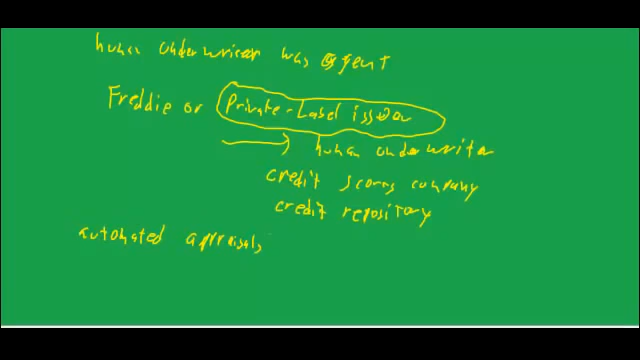 human underwriter was agent
Freddie or Private-Label issuer
human underwriter
credit scoring company
credit repository
automated appraisals